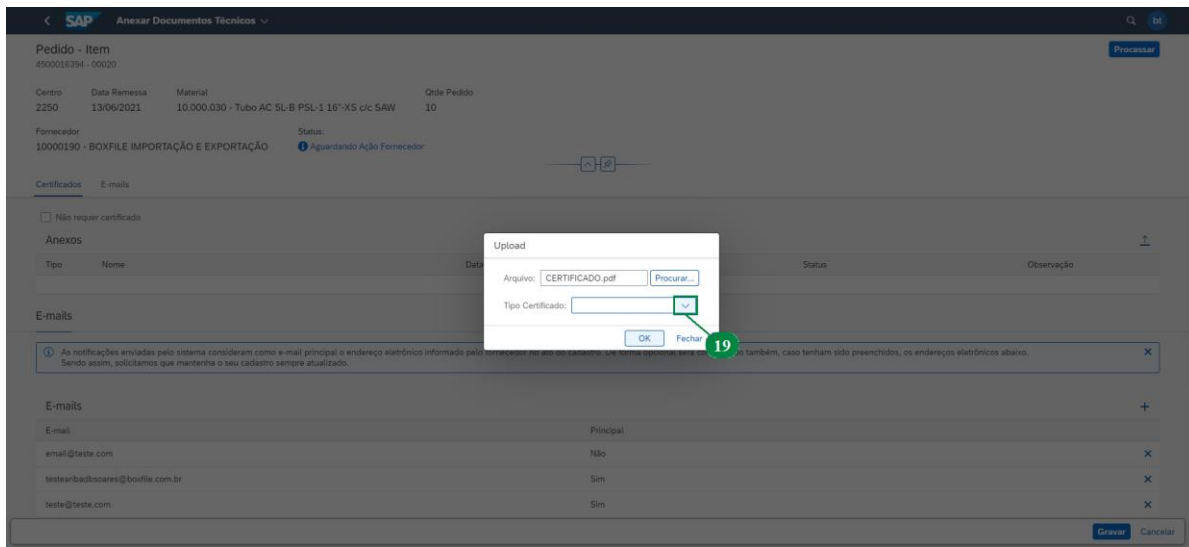 SAP Anexar Documentos Técnicos
bt
Pedido - Item
4500016394 - 00020
Processar
Centro Data Remessa Material Qtde Pedido
2250 13/06/2021 10.000.030 - Tubo AC 5L-B PSL-1 16"-XS c/c SAW 10
Fornecedor Status:
10000190 - BOXFILE IMPORTAÇÃO E EXPORTAÇÃO Aguardando Ação Fornecedor
Certificados E-mails
Não requer certificado
Anexos
Tipo Nome Data Status Observação
Upload
Arquivo: CERTIFICADO.pdf Procurar...
Tipo Certificado:
OK Fechar
19
E-mails
As notificações enviadas pelo sistema consideram como e-mail principal o endereço eletrônico informado pelo fornecedor no ato do cadastro. De forma opcional será também, caso tenham sido preenchidos, os endereços eletrônicos abaixo.
Sendo assim, solicitamos que mantenha o seu cadastro sempre atualizado.
E-mails
E-mail Principal
email@teste.com Não
testearibadbsoares@boxfile.com.br Sim
teste@teste.com Sim
Gravar Cancelar